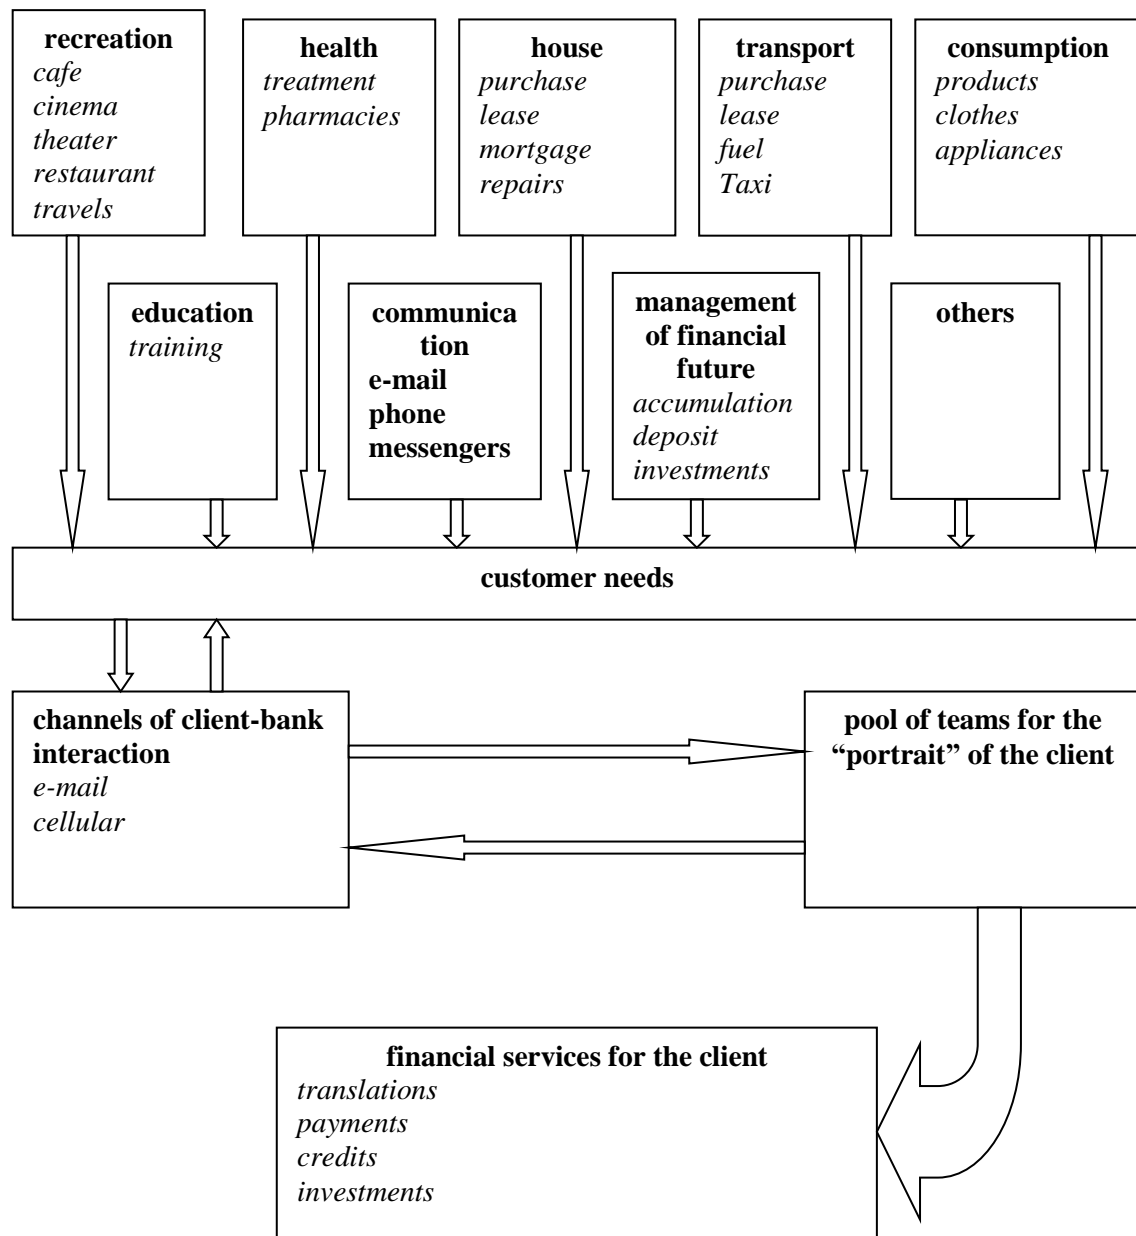 recreation
cafe
cinema
theater
restaurant
travels
health
treatment
pharmacies
house
purchase
lease
mortgage
repairs
transport
purchase
lease
fuel
Taxi
consumption
products
clothes
appliances
education
training
communica
tion
e-mail
phone
messengers
management
of financial
future
accumulation
deposit
investments
others
customer needs
channels of client-bank
interaction
e-mail
cellular
pool of teams for the
“portrait” of the client
financial services for the client
translations
payments
credits
investments